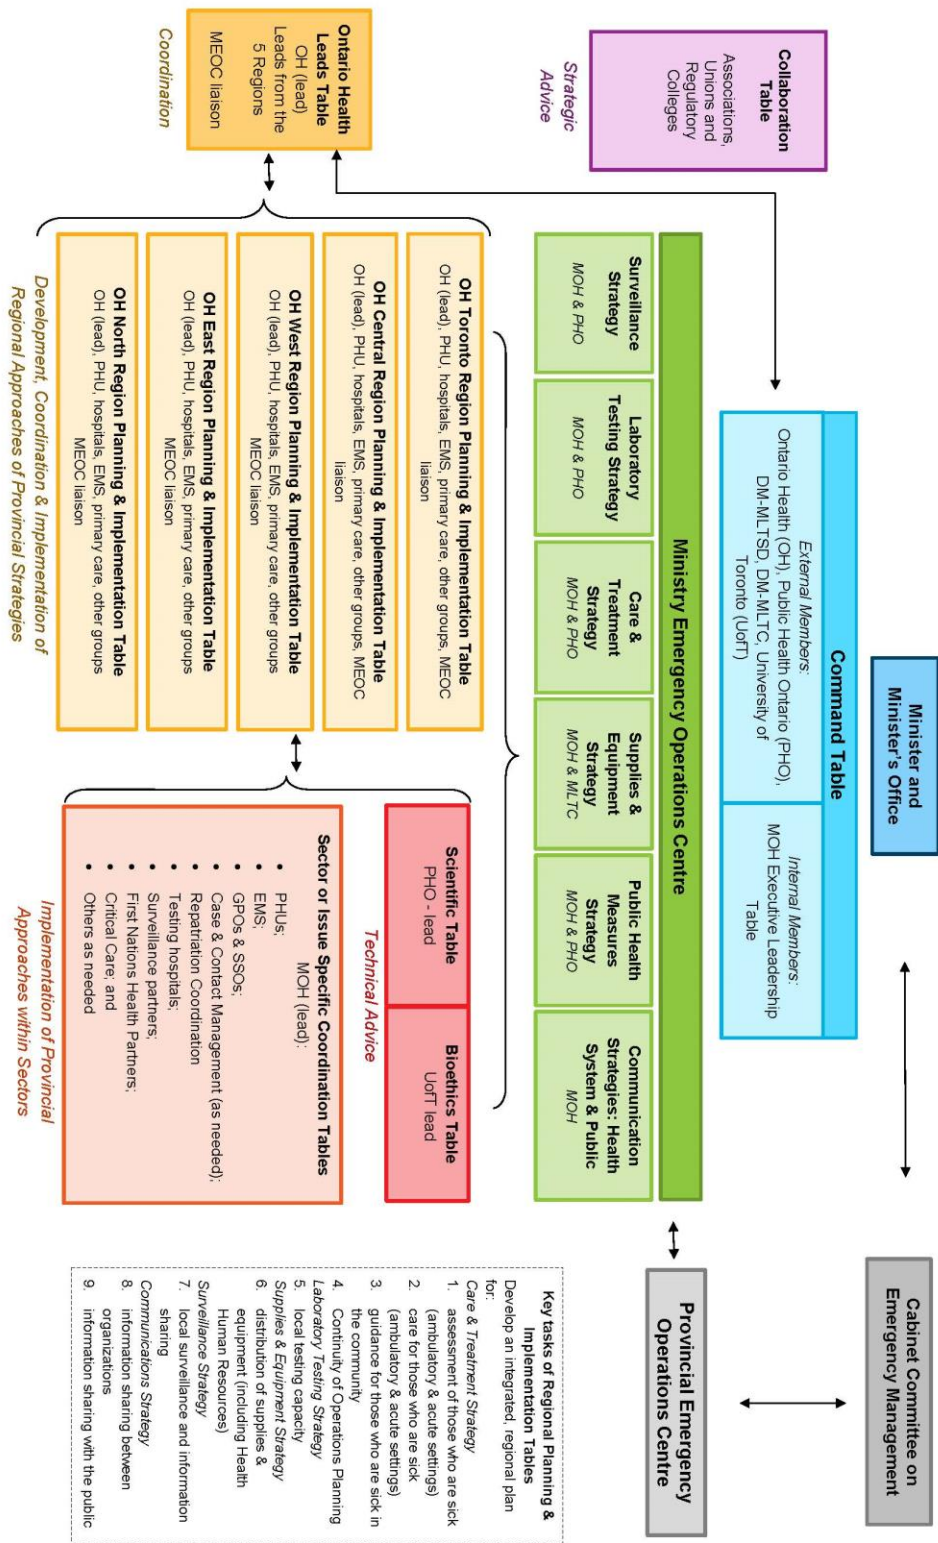 Minister and
Minister's Office
Cabinet Committee on
Emergency Management
Collaboration
Table
Associations,
Unions and
Regulatory
Colleges
Strategic
Advice
Command Table
External Members:
Ontario Health (OH), Public Health Ontario (PHO),
DM-MLTSD, DM-MLTC, University of
Toronto (UofT)
Internal Members:
MOH Executive Leadership
Table
Ministry Emergency Operations Centre
Provincial Emergency
Operations Centre
Surveillance
Strategy
MOH & PHO
Laboratory
Testing Strategy
MOH & PHO
Care &
Treatment
Strategy
MOH & PHO
Supplies &
Equipment
Strategy
MOH & MLTC
Public Health
Measures
Strategy
MOH & PHO
Communication
Strategies: Health
System & Public
MOH
Ontario Health
Leads Table
OH (lead)
Leads from the
5 Regions
MEOC liaison
Coordination
OH Toronto Region Planning & Implementation Table
OH (lead), PHU, hospitals, EMS, primary care, other groups, MEOC
liaison
OH Central Region Planning & Implementation Table
OH (lead), PHU, hospitals, EMS, primary care, other groups, MEOC
liaison
OH West Region Planning & Implementation Table
OH (lead), PHU, hospitals, EMS, primary care, other groups
MEOC liaison
OH East Region Planning & Implementation Table
OH (lead), PHU, hospitals, EMS, primary care, other groups
MEOC liaison
OH North Region Planning & Implementation Table
OH (lead), PHU, hospitals, EMS, primary care, other groups
MEOC liaison
Development, Coordination & Implementation of
Regional Approaches of Provincial Strategies
Scientific Table
PHO - lead
Bioethics Table
UofT lead
Technical Advice
Sector or Issue Specific Coordination Tables
MOH (lead):
• PHUs;
• EMS;
• GPOs & SSOs;
• Case & Contact Management (as needed);
• Repatriation Coordination
• Testing hospitals;
• Surveillance partners;
• First Nations Health Partners;
• Critical Care; and
• Others as needed
Implementation of Provincial
Approaches within Sectors
Key tasks of Regional Planning &
Implementation Tables
Develop an integrated, regional plan
for:
Care & Treatment Strategy
1. assessment of those who are sick
(ambulatory & acute settings)
2. care for those who are sick
(ambulatory & acute settings)
3. guidance for those who are sick in
the community
4. Continuity of Operations Planning
Laboratory Testing Strategy
5. local testing capacity
Supplies & Equipment Strategy
6. distribution of supplies &
equipment (including Health
Human Resources)
Surveillance Strategy
7. local surveillance and information
sharing
Communications Strategy
8. information sharing between
organizations
9. information sharing with the public